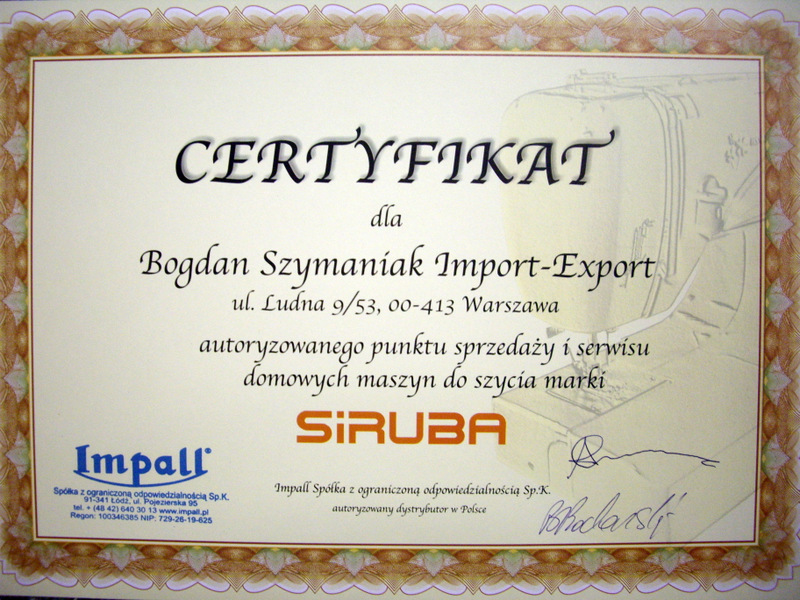 CERTYFIKAT
dla
Bogdan Szymaniak Import-Export
ul. Ludna 9/53, 00-413 Warszawa
autoryzowanego punktu sprzedaży i serwisu
domowych maszyn do szycia marki
SiRUBA
Impall®
Spółka z ograniczoną odpowiedzialnością Sp.K.
91-341 Łódź, ul. Pojezierska 95
tel. + (48 42) 640 30 13 www.impall.pl
Regon: 100346385 NIP: 729-26-19-625
Impall Spółka z ograniczoną odpowiedzialnością Sp.K.
autoryzowany dystrybutor w Polsce